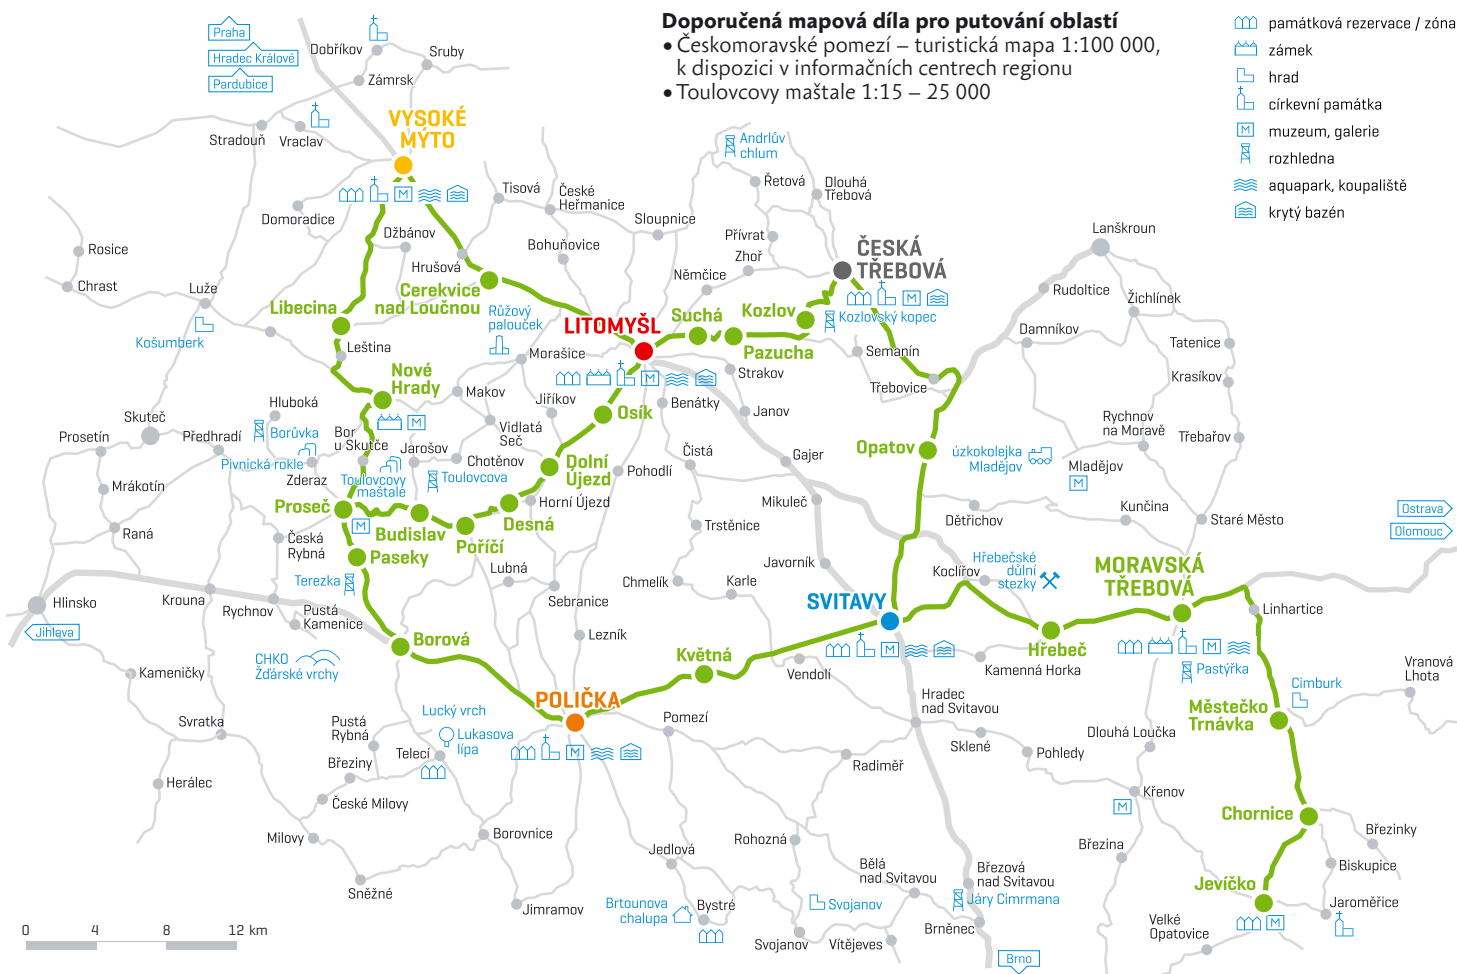 Doporučená mapová díla pro putování oblastí
• Českomoravské pomezí – turistická mapa 1:100 000,
k dispozici v informačních centrech regionu
• Toulovcovy maštale 1:15 – 25 000
památková rezervace / zóna
zámek
hrad
církevní památka
M muzeum, galerie
rozhledna
aquapark, koupaliště
krytý bazén
Praha
Hradec Králové
Pardubice
Dobříkov
Sruby
Zámrsk
VYSOKÉ
MÝTO
Stradouň
Vraclav
M
Andrlův
chlum
Řetová
Dlouhá
Třebová
Tisová
České
Heřmanice
Sloupnice
Domoradice
Džbánov
Bohuňovice
Přívrat
Zhoř
ČESKÁ
TŘEBOVÁ
M
Lanškroun
Rosice
Chrast
Luže
Hrušová
Cerekvice
nad Loučnou
Němčice
Rudoltice
Žichlínek
Libecina
Růžový
palouček
LITOMYŠL
Suchá
Kozlov
Kozlovský kopec
Damníkov
Košumberk
Leština
Morašice
Pazucha
Semanín
Tatenice
M
Strakov
Třebovice
Krasíkov
Nové
Hrady
M
Makov
Jiříkov
Osík
Benátky
Janov
Hluboká
Skuteč
Borůvka
Prosetín
Předhradí
Bor
u Skutče
Jarošov
Vidlatá
Seč
Rychnov
na Moravě
Třebařov
Pivnická rokle
Zderaz
Toulovcovy
maštale
Toulovcova
Chotěnov
Dolní
Újezd
Pohodlí
Čistá
Gajer
Opatov
úzkokolejka
Mladějov
Mladějov
M
Mrákotín
Proseč
M
Budislav
Poříčí
Desná
Horní Újezd
Mikuleč
Dětřichov
Kunčina
Staré Město
Ostrava
Olomouc
Raná
Česká
Rybná
Paseky
Trstěnice
Terezka
Lubná
Chmelík
Karle
Javorník
Koclířov
Hřebečské
důlní
stezky
MORAVSKÁ
TŘEBOVÁ
Hlinsko
Krouna
Rychnov
Pustá
Kamenice
Sebranice
SVITAVY
Linhartice
Jihlava
Borová
Lezník
M
Hřebeč
M
Kamenná Horka
Pastýřka
CHKO
Žďárské vrchy
Kameničky
Květná
Vendolí
Vranová
Lhota
Cimburk
Městečko
Trnávka
Hradec
nad Svitavou
POLIČKA
Svratka
Lucký vrch
Pustá
Rybná
Lukasova
lípa
Telecí
M
Pomezí
Sklené
Dlouhá Loučka
Pohledy
Radiměř
Březiny
Herálec
České Milovy
Křenov
M
Chornice
Milovy
Borovnice
Rohozná
Březinky
Jedlová
Březina
Biskupice
Sněžné
Bělá
nad Svitavou
Březová
nad Svitavou
Jevíčko
M
Jimramov
Brtounova
chalupa
Bystré
Svojanov
Járy Cimrmana
Jaroměřice
Svojanov
Vítějeves
Brněnec
Velké
Opatovice
Brno
0 4 8 12 km